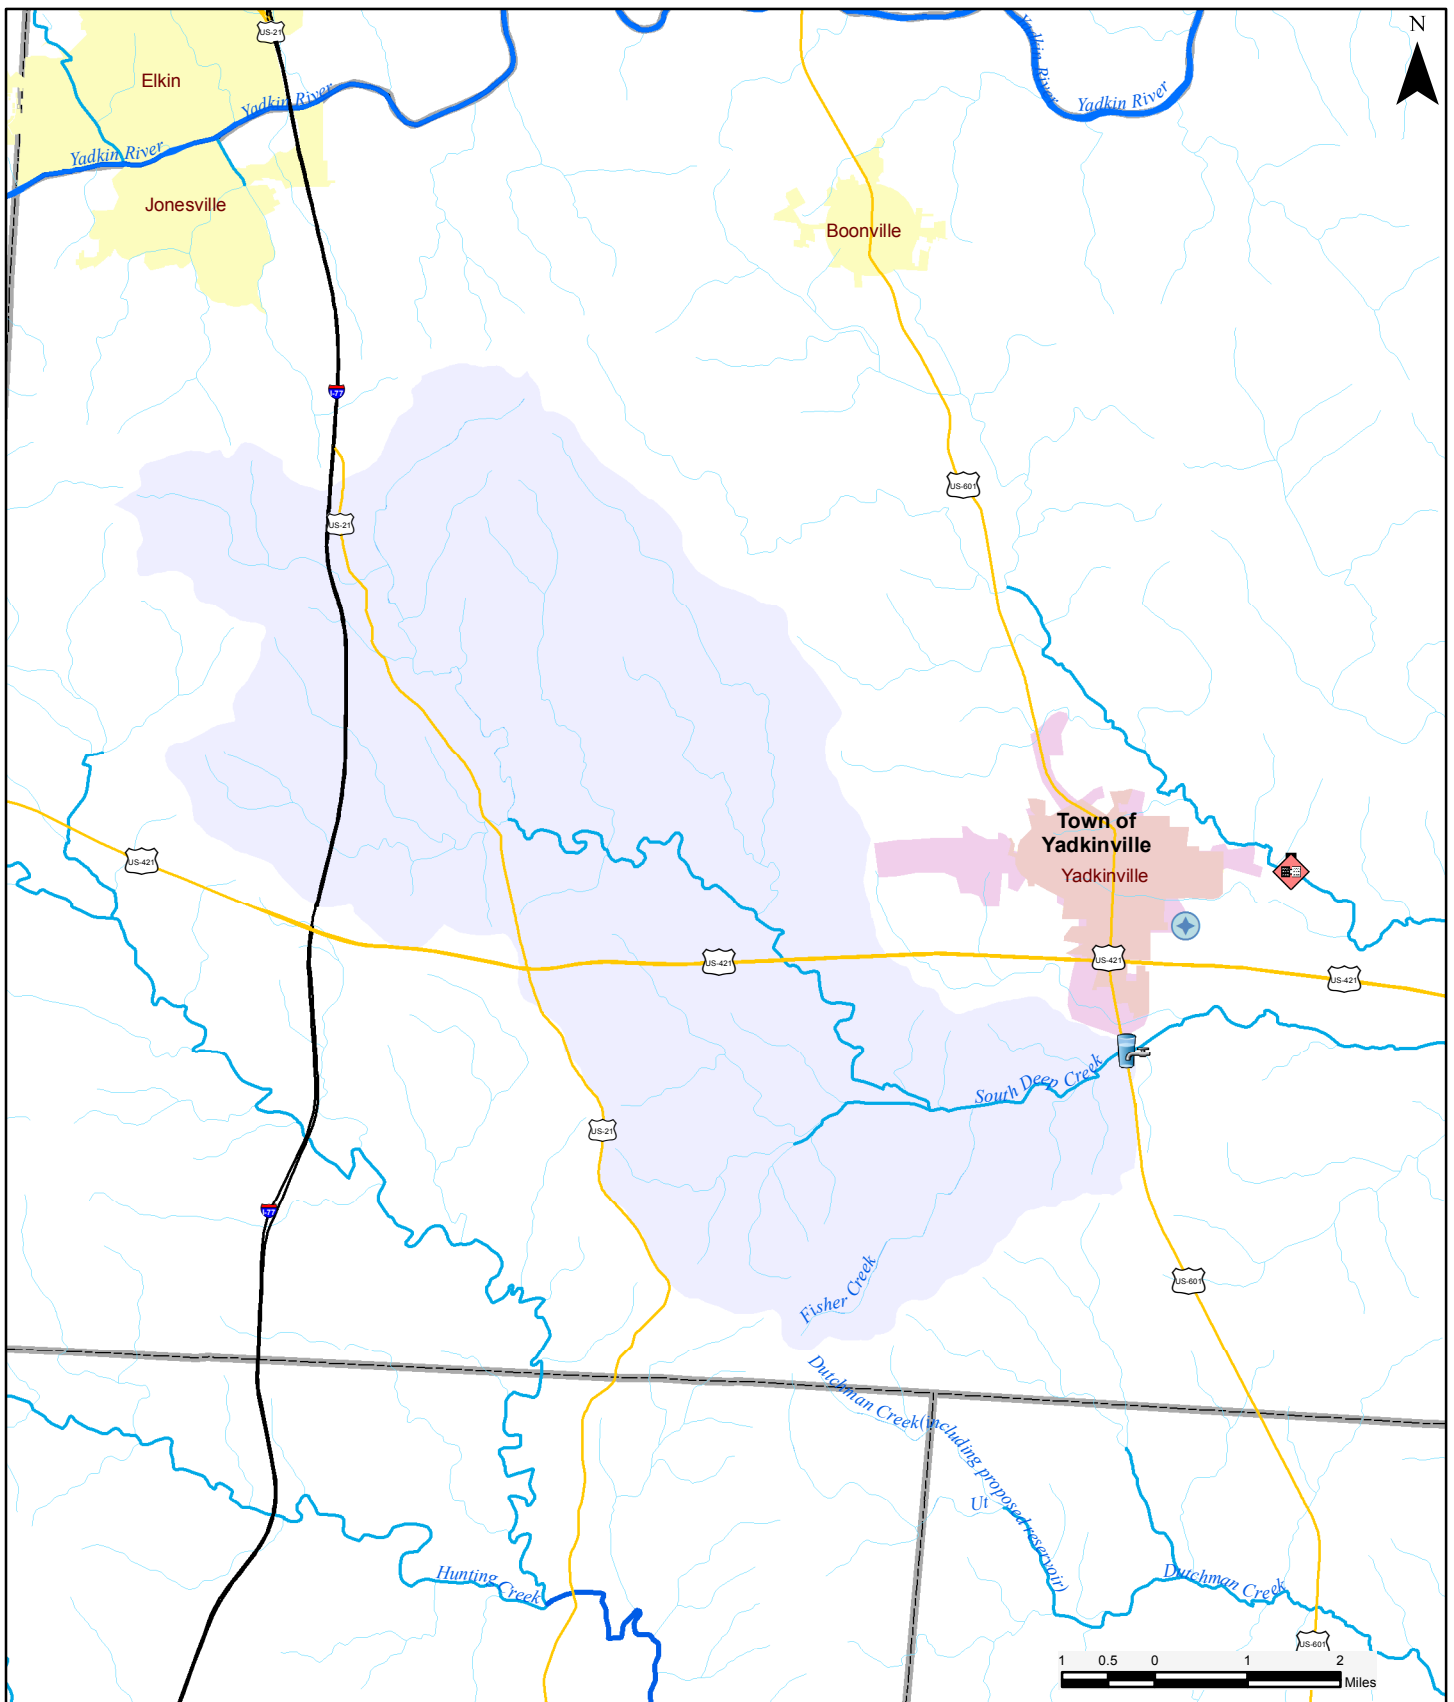 N
US-21
Elkin
Yadkin River
Yadkin River
Yadkin River
Yadkin River
Jonesville
Boonville
I-77
US-601
US-21
Town of
Yadkinville
Yadkinville
US-421
US-421
US-421
US-421
South Deep Creek
US-21
I-77
US-601
Fisher Creek
Dutchman Creek(including proposed reservoir)
Ut
Hunting Creek
Dutchman Creek
US-601
1 0.5 0 1 2
Miles